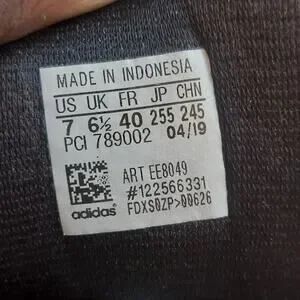 MADE IN INDONESIA
US UK FR JP CHN
7 6½ 40 255 245
PCI 789002 04/19
ART EE8049
#122566331
adidas FDXS0ZP>00626